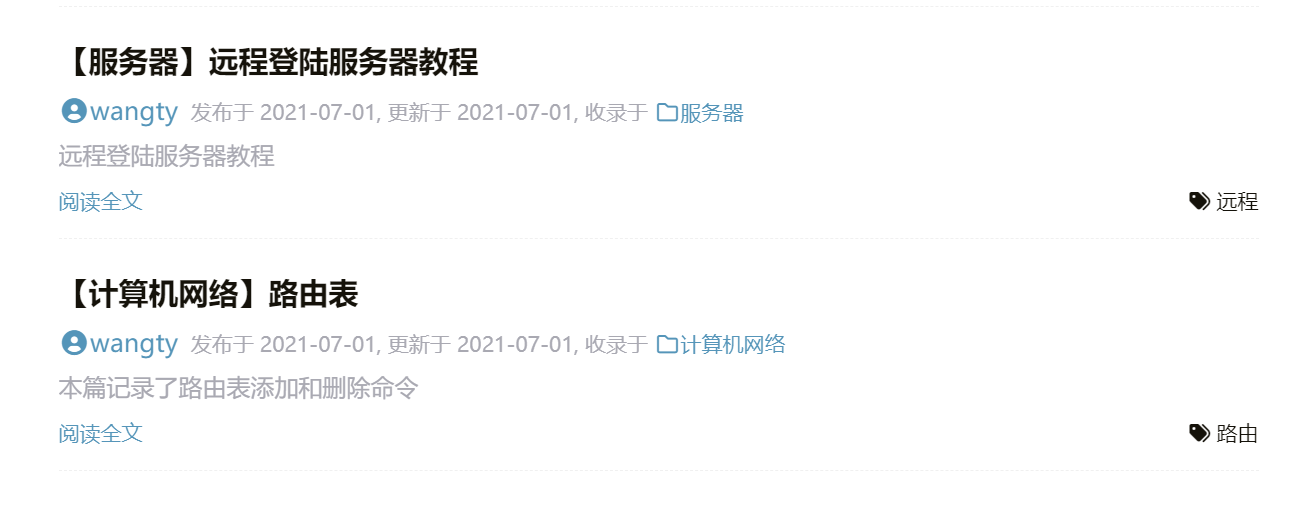 【服务器】远程登陆服务器教程
wangty 发布于 2021-07-01, 更新于 2021-07-01, 收录于 服务器
远程登陆服务器教程
阅读全文 远程
【计算机网络】路由表
wangty 发布于 2021-07-01, 更新于 2021-07-01, 收录于 计算机网络
本篇记录了路由表添加和删除命令
阅读全文 路由